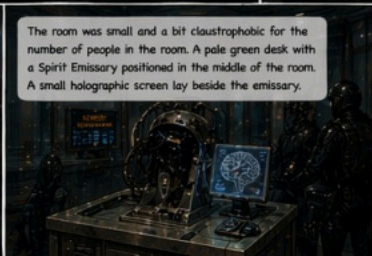 The room was small and a bit claustrophobic for the
number of people in the room. A pale green desk with
a Spirit Emissary positioned in the middle of the room.
A small holographic screen lay beside the emissary.